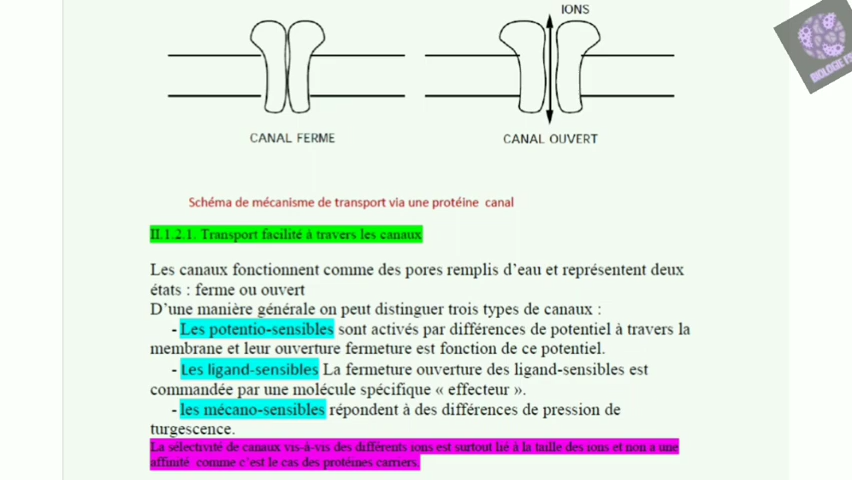 IONS
BIOLOGIE
CANAL FERME
CANAL OUVERT
Schéma de mécanisme de transport via une protéine canal
II.1.2.1. Transport facilité à travers les canaux
Les canaux fonctionnent comme des pores remplis d'eau et représentent deux
états : ferme ou ouvert
D'une manière générale on peut distinguer trois types de canaux :
- Les potentio-sensibles sont activés par différences de potentiel à travers la
membrane et leur ouverture fermeture est fonction de ce potentiel.
- Les ligand-sensibles La fermeture ouverture des ligand-sensibles est
commandée par une molécule spécifique « effecteur ».
- les mécano-sensibles répondent à des différences de pression de
turgescence.
La sélectivité de canaux vis-à-vis des différents ions est surtout lié à la taille des ions et non a une
affinité comme c'est le cas des protéines carriers.